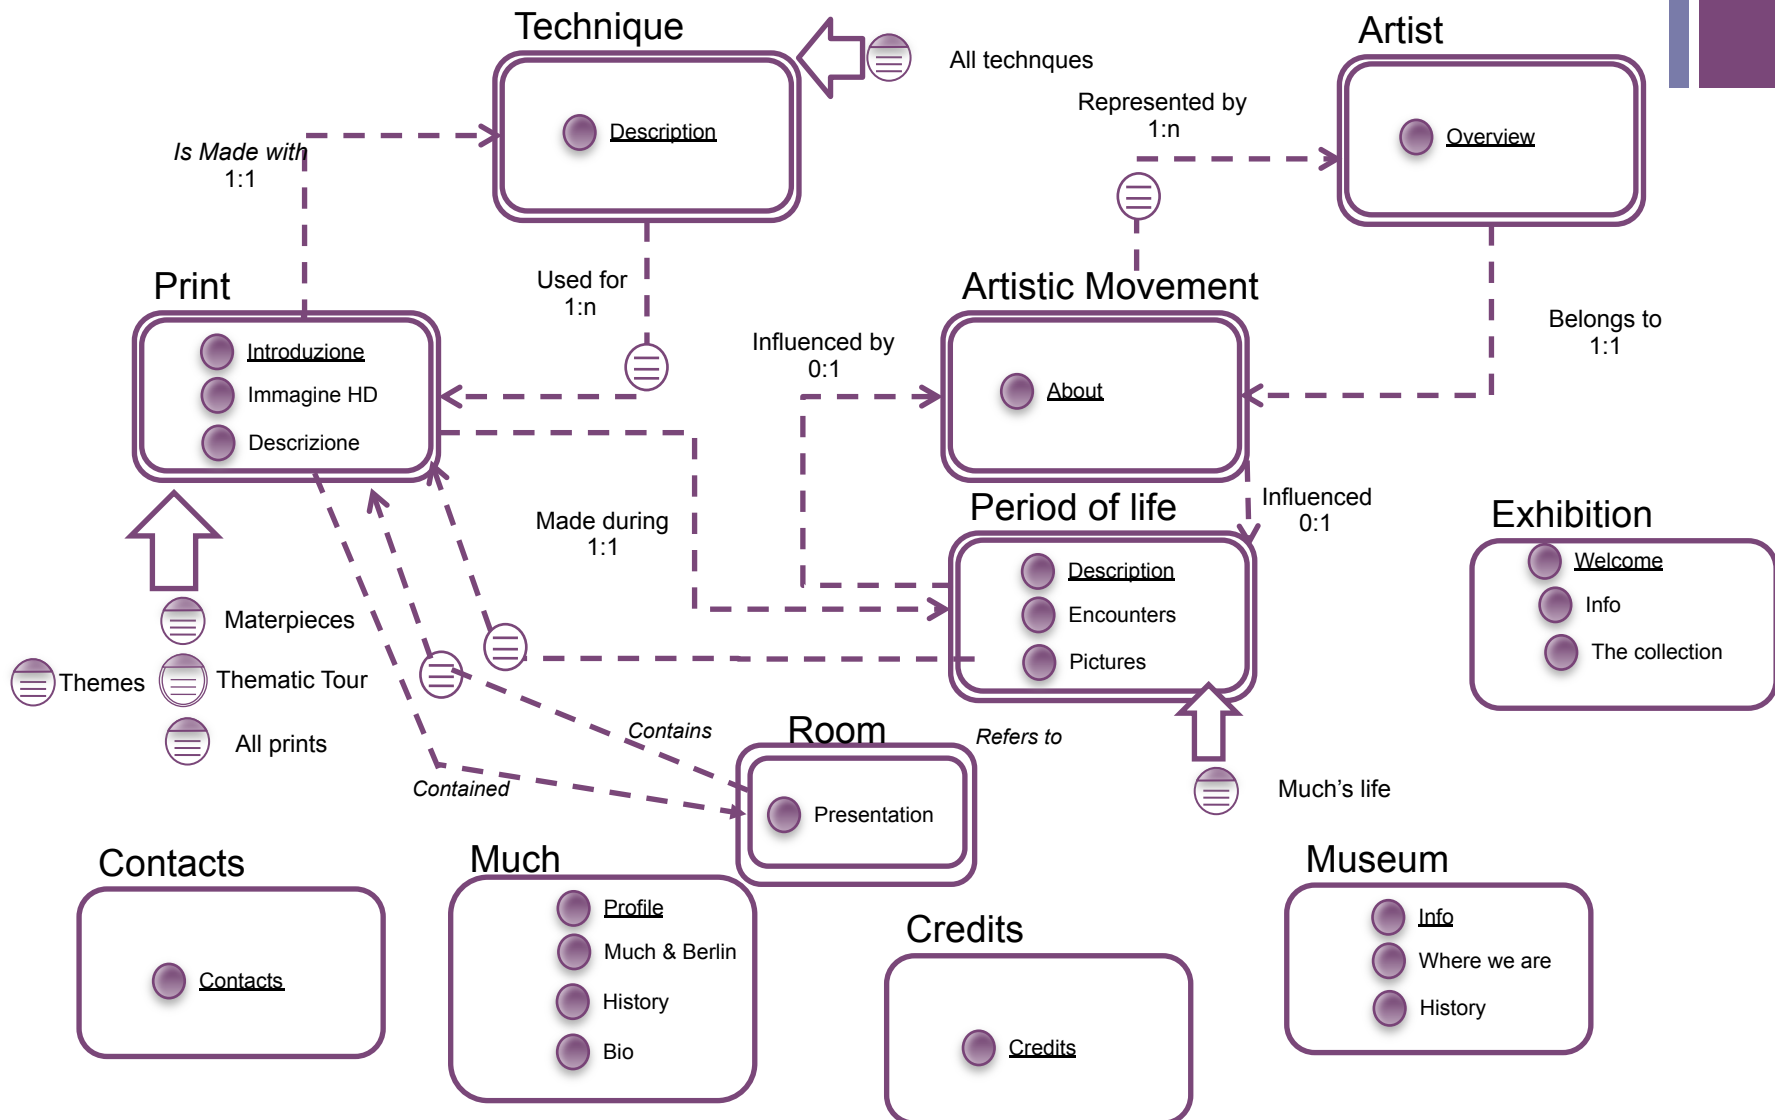 Technique
Artist
All technques
Description
Represented by
1:n
Overview
Is Made with
1:1
Used for
1:n
Print
Artistic Movement
Introduzione
Immagine HD
Descrizione
Influenced by
0:1
About
Belongs to
1:1
Made during
1:1
Period of life
Influenced
0:1
Exhibition
Description
Encounters
Pictures
Welcome
Info
The collection
Materpieces
Themes
Thematic Tour
All prints
Contains
Room
Refers to
Contained
Presentation
Much's life
Contacts
Contacts
Much
Profile
Much & Berlin
History
Bio
Credits
Credits
Museum
Info
Where we are
History